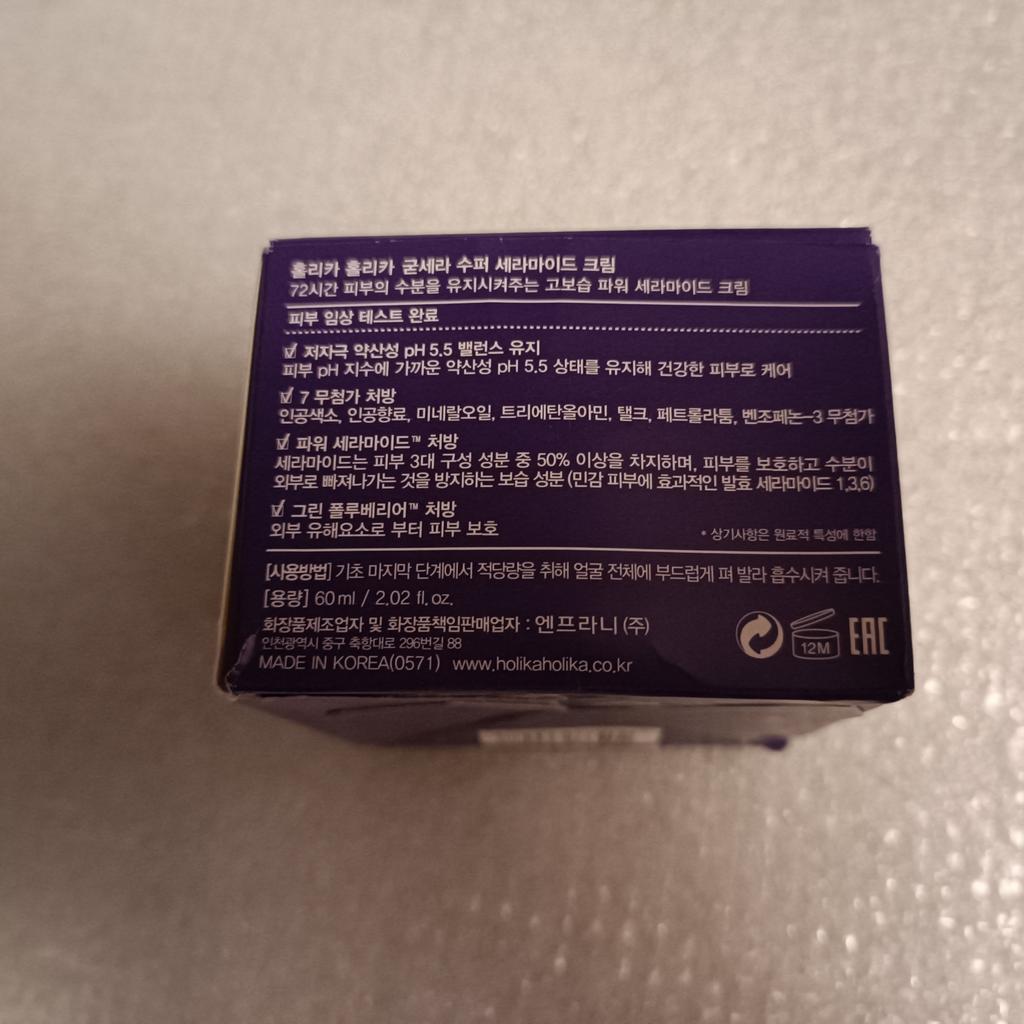 홀리카 홀리카 굳세라 수퍼 세라마이드 크림
72시간 피부의 수분을 유지시켜주는 고보습 파워 세라마이드 크림
피부 임상 테스트 완료
저자극 약산성 pH 5.5 밸런스 유지
피부 pH 지수에 가까운 약산성 pH 5.5 상태를 유지해 건강한 피부로 케어
7 무첨가 처방
인공색소, 인공향료, 미네랄오일, 트리에탄올아민, 탤크, 페트롤라툼, 벤조페논-3 무첨가
파워 세라마이드™ 처방
세라마이드는 피부 3대 구성 성분 중 50% 이상을 차지하며, 피부를 보호하고 수분이
외부로 빠져나가는 것을 방지하는 보습 성분 (민감 피부에 효과적인 발효 세라마이드 1,3,6)
그린 폴루베리어™ 처방
외부 유해요소로 부터 피부 보호
* 상기사항은 원료적 특성에 한함
[사용방법] 기초 마지막 단계에서 적당량을 취해 얼굴 전체에 부드럽게 펴 발라 흡수시켜 줍니다.
[용량] 60 ml / 2.02 fl. oz.
화장품제조업자 및 화장품책임판매업자 : 엔프라니 (주)
인천광역시 중구 축항대로 296번길 88
MADE IN KOREA(0571) www.holikaholika.co.kr
12M
EAC